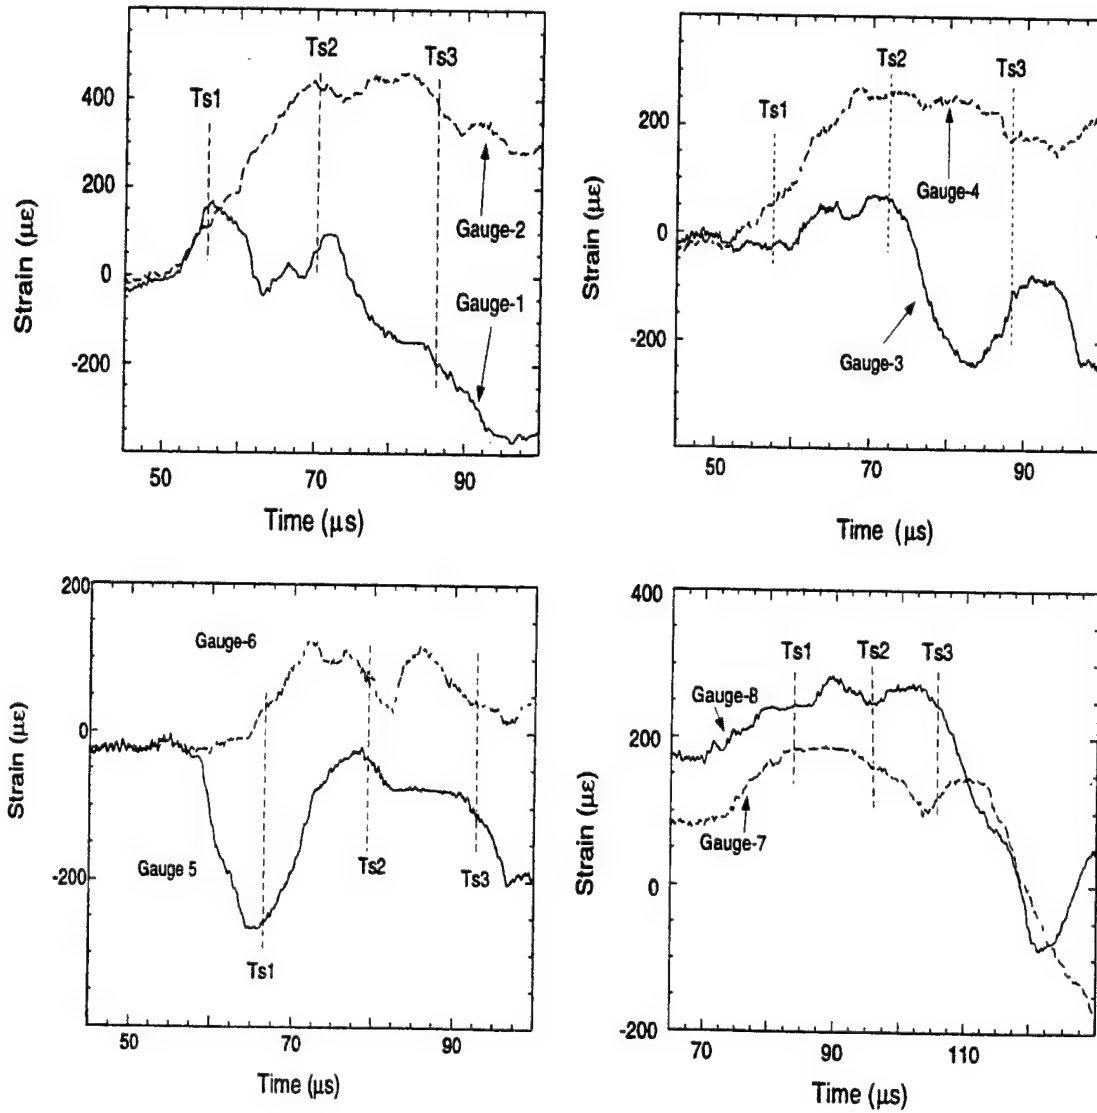 Strain (με)
400
200
0
-200
Ts1
Ts2
Ts3
Gauge-2
Gauge-1
50
70
90
Time (μs)
Strain (με)
200
0
-200
Ts1
Ts2
Ts3
Gauge-4
Gauge-3
50
70
90
Time (μs)
Strain (με)
200
0
-200
Gauge-6
Gauge 5
Ts1
Ts2
Ts3
50
70
90
Time (μs)
Strain (με)
400
200
0
-200
Ts1
Ts2
Ts3
Gauge-8
Gauge-7
70
90
110
Time (μs)